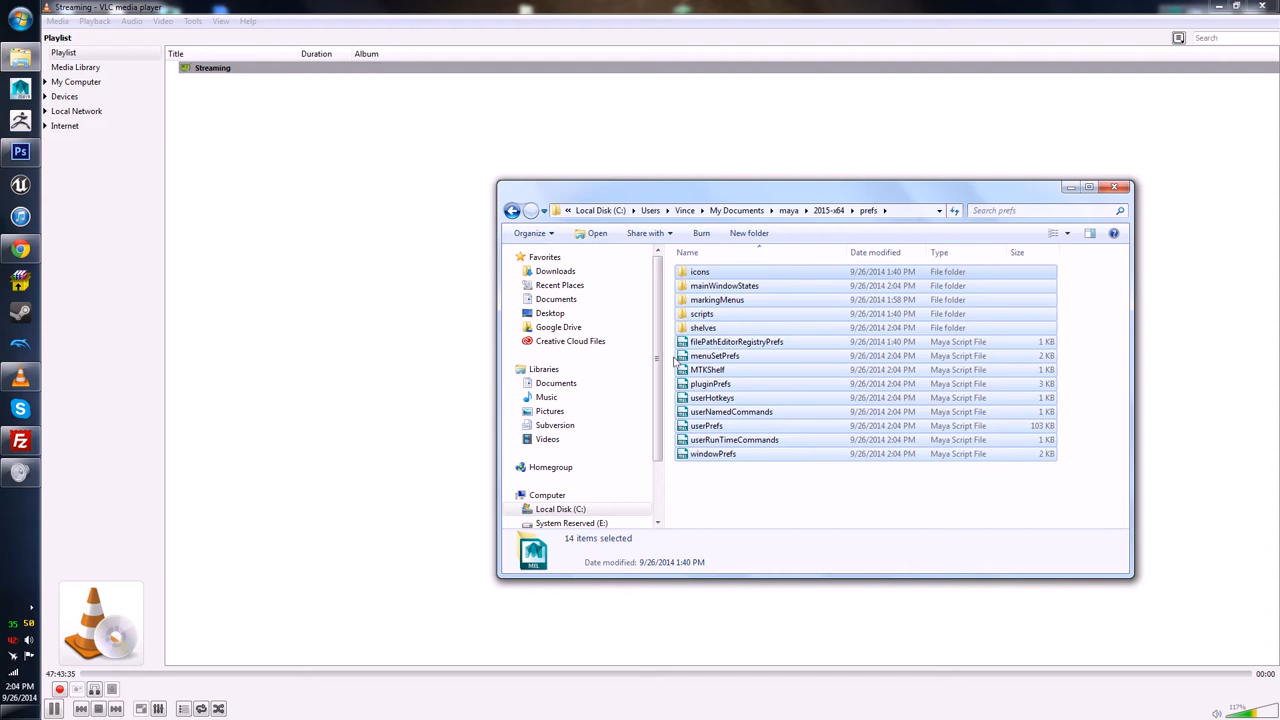 Streaming - VLC media player
Media Playback Audio Video Tools View Help
Playlist
Search
Playlist
Media Library
My Computer
Devices
Local Network
Internet
Title Duration Album
Streaming
« Local Disk (C:) Users Vince My Documents maya 2015-x64 prefs
Search prefs
Organize Open Share with Burn New folder
Favorites
Downloads
Recent Places
Documents
Desktop
Google Drive
Creative Cloud Files
Libraries
Documents
Music
Pictures
Subversion
Videos
Homegroup
Computer
Local Disk (C:)
System Reserved (E:)
Name Date modified Type Size
icons 9/26/2014 1:40 PM File folder
mainWindowStates 9/26/2014 2:04 PM File folder
markingMenus 9/26/2014 1:58 PM File folder
scripts 9/26/2014 1:40 PM File folder
shelves 9/26/2014 2:04 PM File folder
filePathEditorRegistryPrefs 9/26/2014 1:40 PM Maya Script File 1 KB
menuSetPrefs 9/26/2014 2:04 PM Maya Script File 2 KB
MTKShelf 9/26/2014 2:04 PM Maya Script File 1 KB
pluginPrefs 9/26/2014 2:04 PM Maya Script File 3 KB
userHotkeys 9/26/2014 2:04 PM Maya Script File 1 KB
userNamedCommands 9/26/2014 2:04 PM Maya Script File 1 KB
userPrefs 9/26/2014 2:04 PM Maya Script File 103 KB
userRunTimeCommands 9/26/2014 2:04 PM Maya Script File 1 KB
windowPrefs 9/26/2014 2:04 PM Maya Script File 2 KB
MEL
14 items selected
Date modified: 9/26/2014 1:40 PM
Ps
Fz
35 50
42
2:04 PM
9/26/2014
47:43:35
00:00
117%